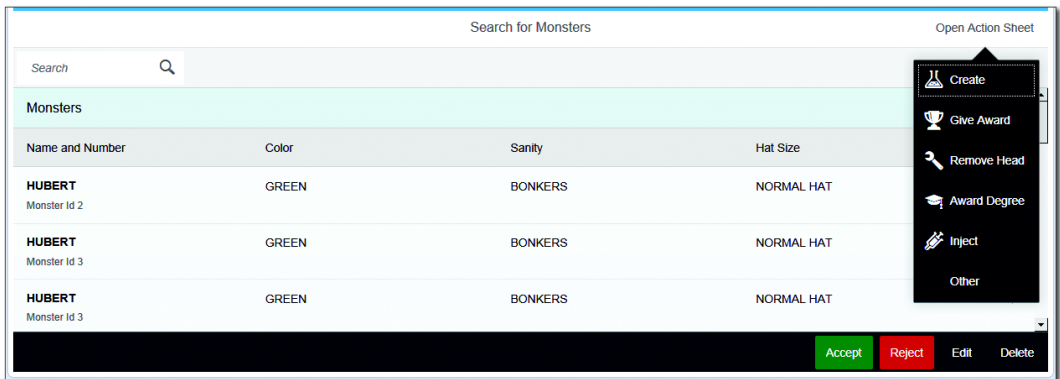 Search for Monsters Open Action Sheet
Search
Create
Monsters
Give Award
Name and Number Color Sanity Hat Size
Remove Head
HUBERT GREEN BONKERS NORMAL HAT
Monster Id 2
Award Degree
HUBERT GREEN BONKERS NORMAL HAT
Monster Id 3
Inject
Other
HUBERT GREEN BONKERS NORMAL HAT
Monster Id 3
Accept Reject Edit Delete